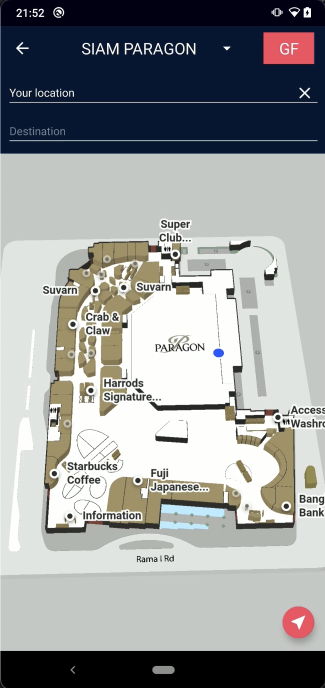 21:52
SIAM PARAGON
GF
Your location
Destination
Super
Club...
Suvarn
Suvarn
Crab &
Claw
PARAGON
Harrods
Signature...
Access
Washro
Starbucks
Coffee
Fuji
Japanese...
Bang
Bank
Information
Rama I Rd